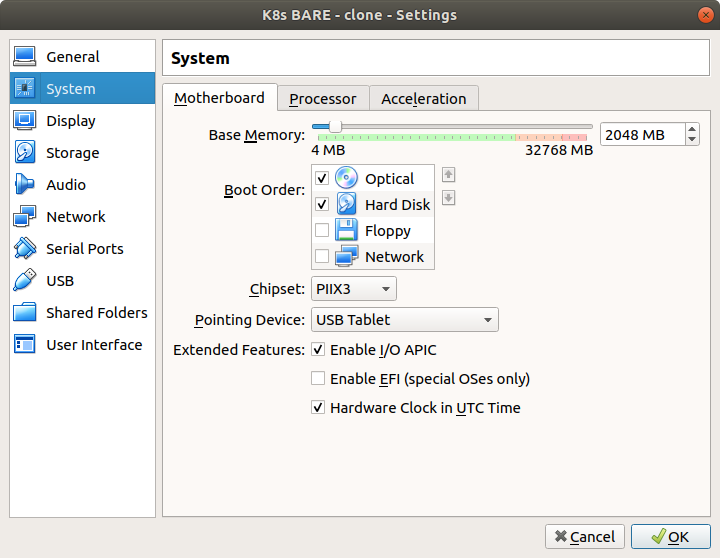 K8s BARE - clone - Settings
General
System
Display
Storage
Audio
Network
Serial Ports
USB
Shared Folders
User Interface
System
Motherboard Processor Acceleration
Base Memory: 2048 MB
4 MB 32768 MB
Boot Order:
Optical
Hard Disk
Floppy
Network
Chipset: PIIX3
Pointing Device: USB Tablet
Extended Features: Enable I/O APIC
Enable EFI (special OSes only)
Hardware Clock in UTC Time
Cancel OK